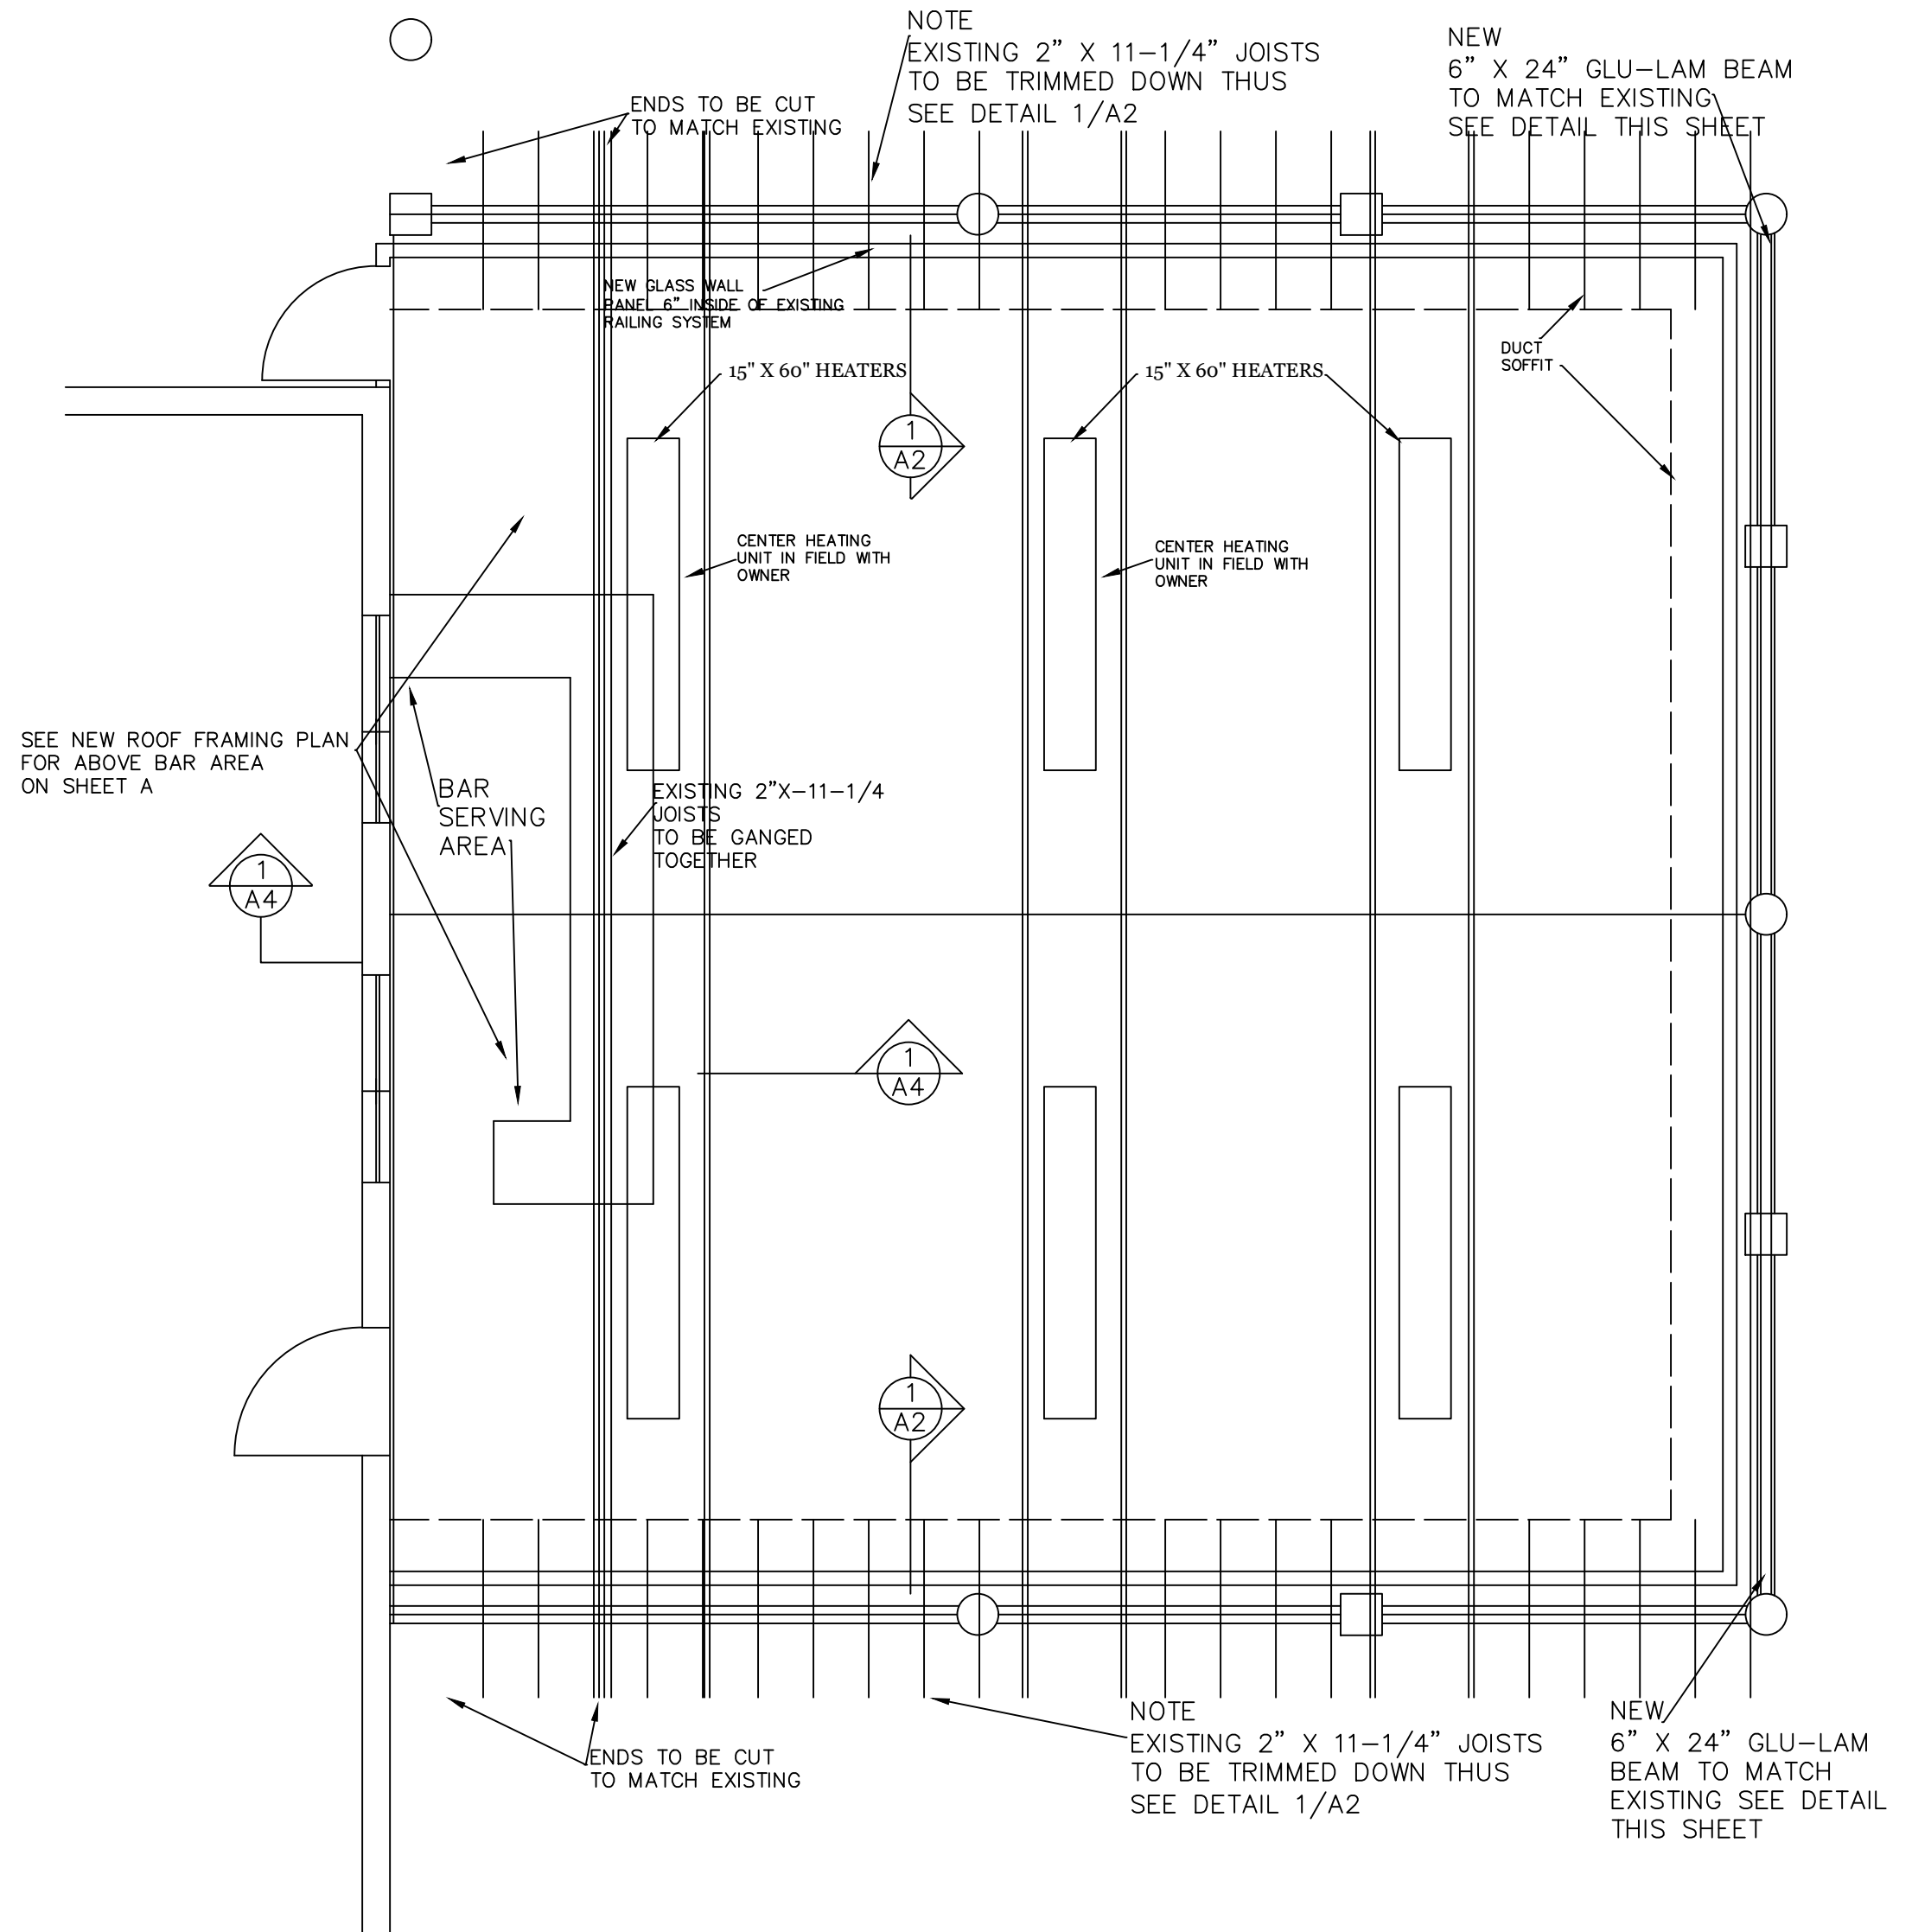 NOTE
EXISTING 2” X 11–1/4” JOISTS
TO BE TRIMMED DOWN THUS
SEE DETAIL 1/A2
NEW
6” X 24” GLU–LAM BEAM
TO MATCH EXISTING
SEE DETAIL THIS SHEET
ENDS TO BE CUT
TO MATCH EXISTING
NEW GLASS WALL
PANEL 6” INSIDE OF EXISTING
RAILING SYSTEM
DUCT
SOFFIT
15" X 60" HEATERS
15" X 60" HEATERS
1
A2
CENTER HEATING
UNIT IN FIELD WITH
OWNER
CENTER HEATING
UNIT IN FIELD WITH
OWNER
SEE NEW ROOF FRAMING PLAN
FOR ABOVE BAR AREA
ON SHEET A
BAR
SERVING
AREA
EXISTING 2”X–11–1/4
JOISTS
TO BE GANGED
TOGETHER
1
A4
1
A4
1
A2
NOTE
EXISTING 2” X 11–1/4” JOISTS
TO BE TRIMMED DOWN THUS
SEE DETAIL 1/A2
NEW
6” X 24” GLU–LAM
BEAM TO MATCH
EXISTING SEE DETAIL
THIS SHEET
ENDS TO BE CUT
TO MATCH EXISTING